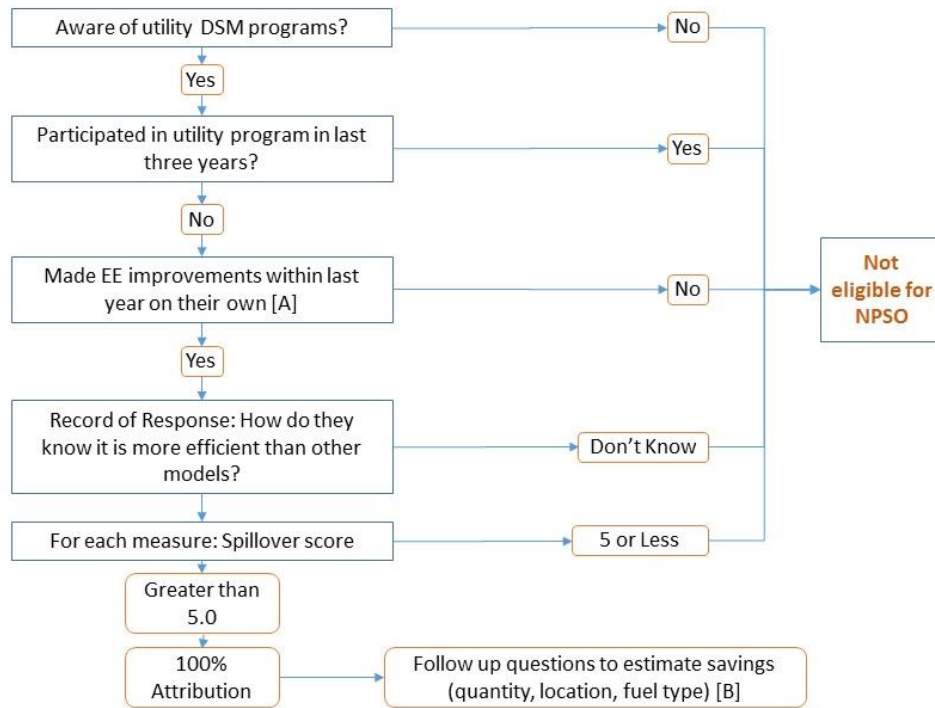 Aware of utility DSM programs?
No
Yes
Participated in utility program in last
three years?
Yes
No
Made EE improvements within last
year on their own [A]
No
Not
eligible for
NPSO
Yes
Record of Response: How do they
know it is more efficient than other
models?
Don't Know
For each measure: Spillover score
5 or Less
Greater than
5.0
100%
Attribution
Follow up questions to estimate savings
(quantity, location, fuel type) [B]